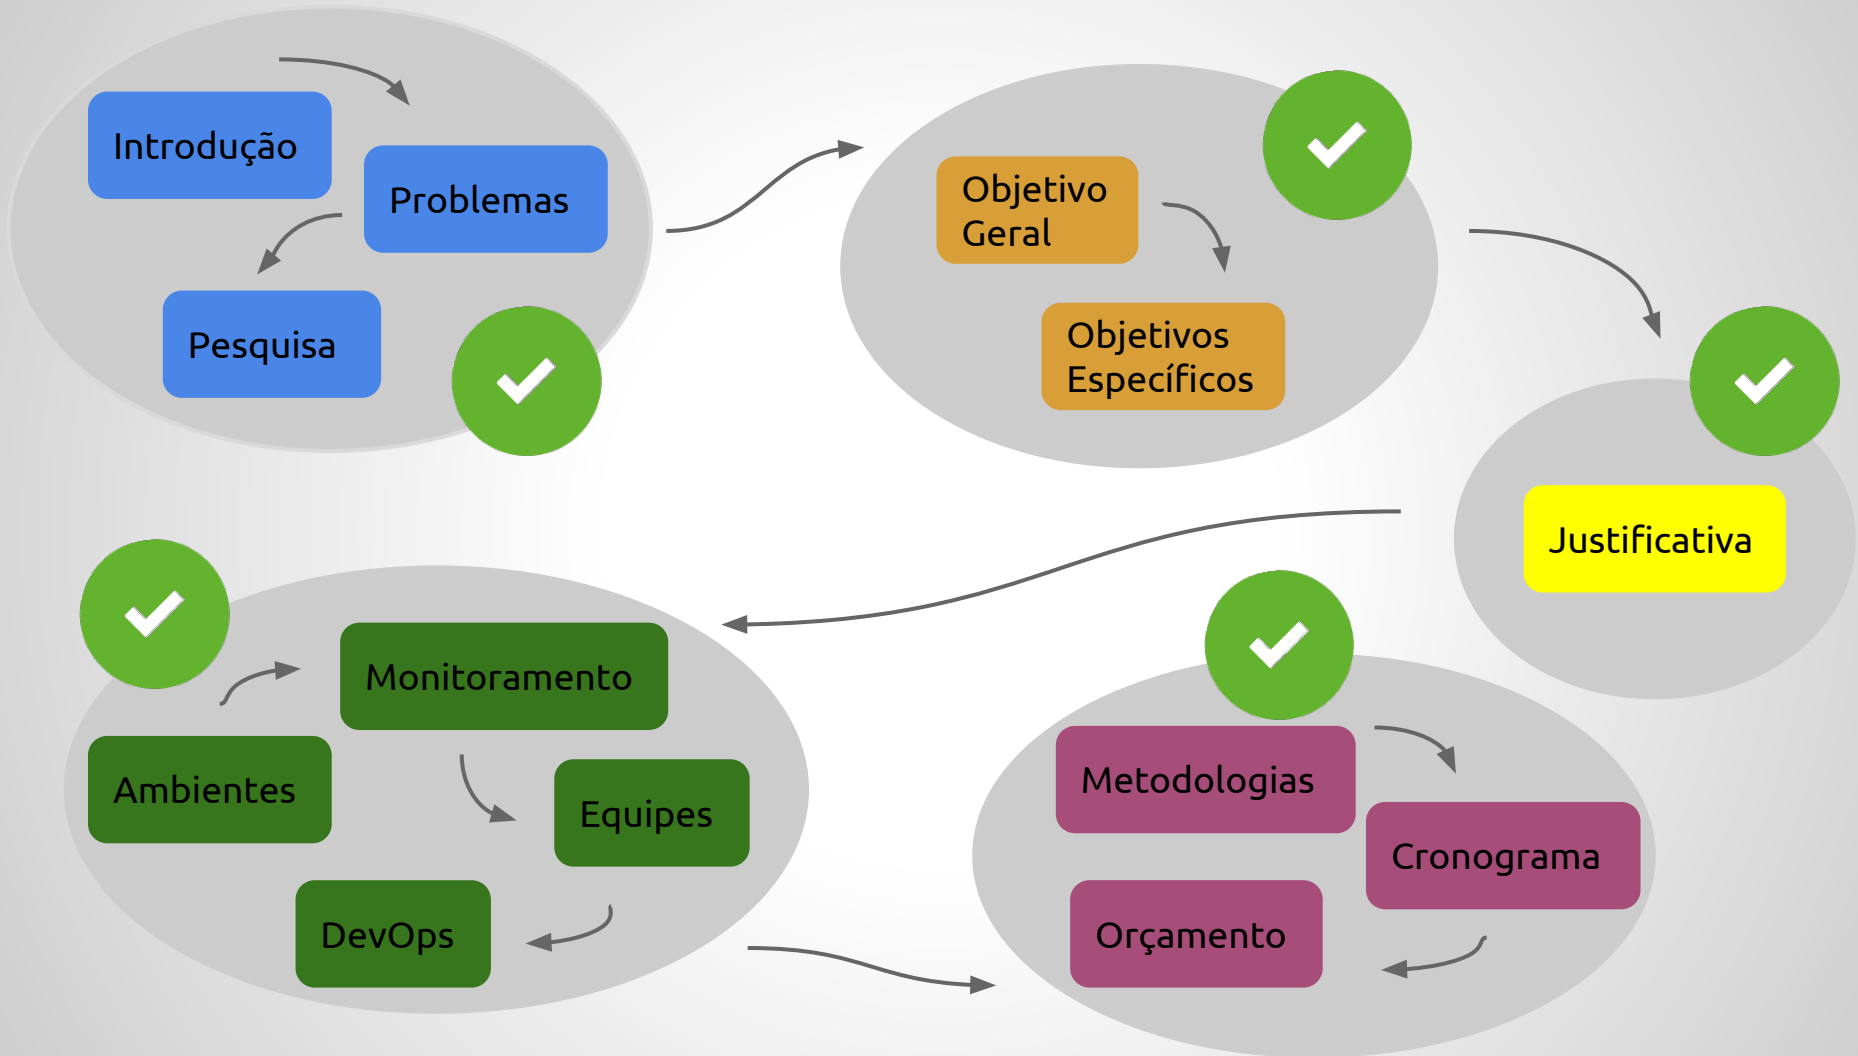 Introdução
Problemas
Pesquisa
Objetivo
Geral
Objetivos
Específicos
Justificativa
Ambientes
Monitoramento
Equipes
DevOps
Metodologias
Cronograma
Orçamento